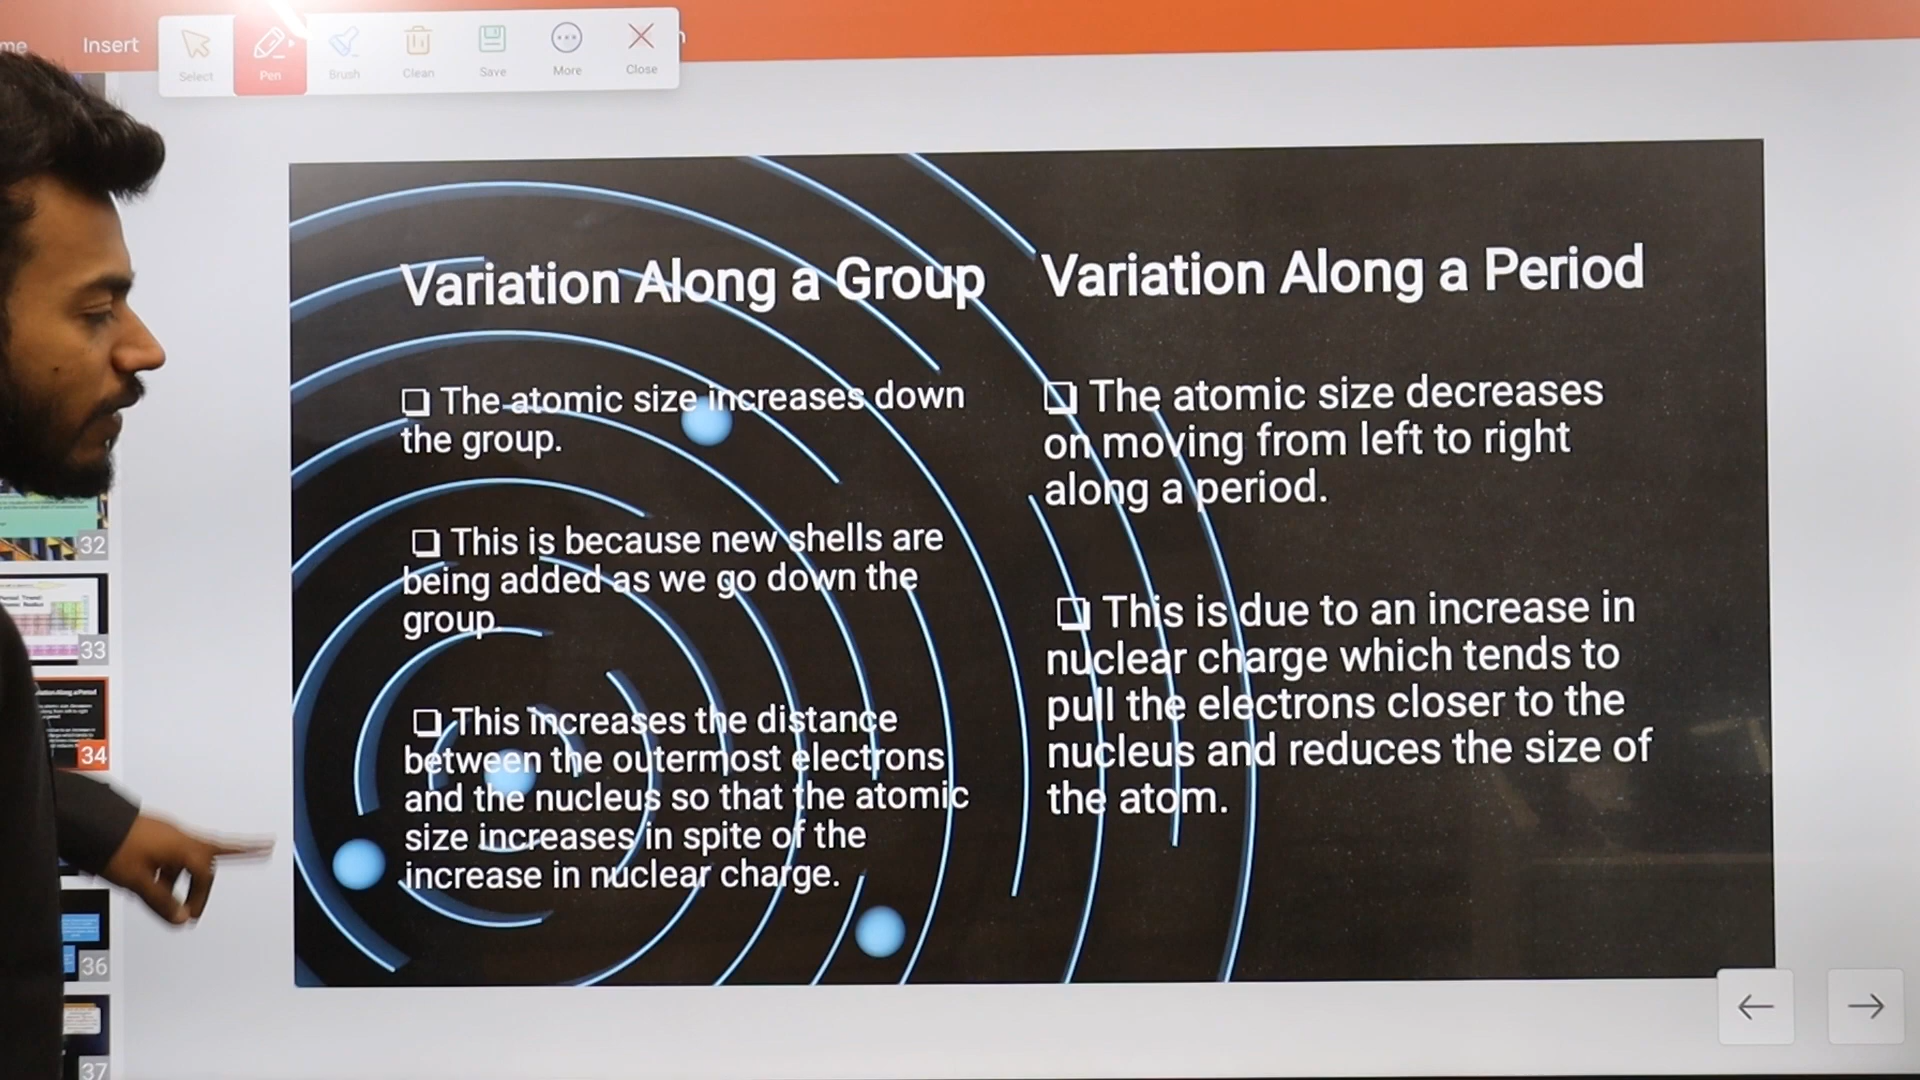 Insert
Select
Pen
Brush
Clean
Save
More
Close
Variation Along a Group
❑ The atomic size increases down
the group.
❑ This is because new shells are
being added as we go down the
group.
❑ This increases the distance
between the outermost electrons
and the nucleus so that the atomic
size increases in spite of the
increase in nuclear charge.
Variation Along a Period
❑ The atomic size decreases
on moving from left to right
along a period.
❑ This is due to an increase in
nuclear charge which tends to
pull the electrons closer to the
nucleus and reduces the size of
the atom.
32
33
34
36
37